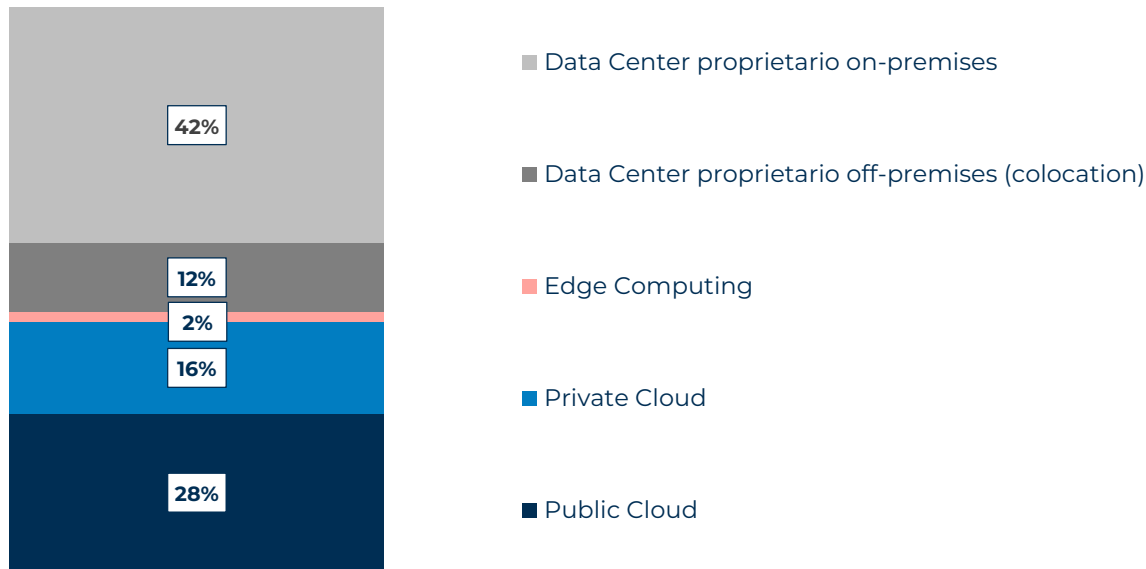 42%
12%
2%
16%
28%
Data Center proprietario on-premises
Data Center proprietario off-premises (colocation)
Edge Computing
Private Cloud
Public Cloud